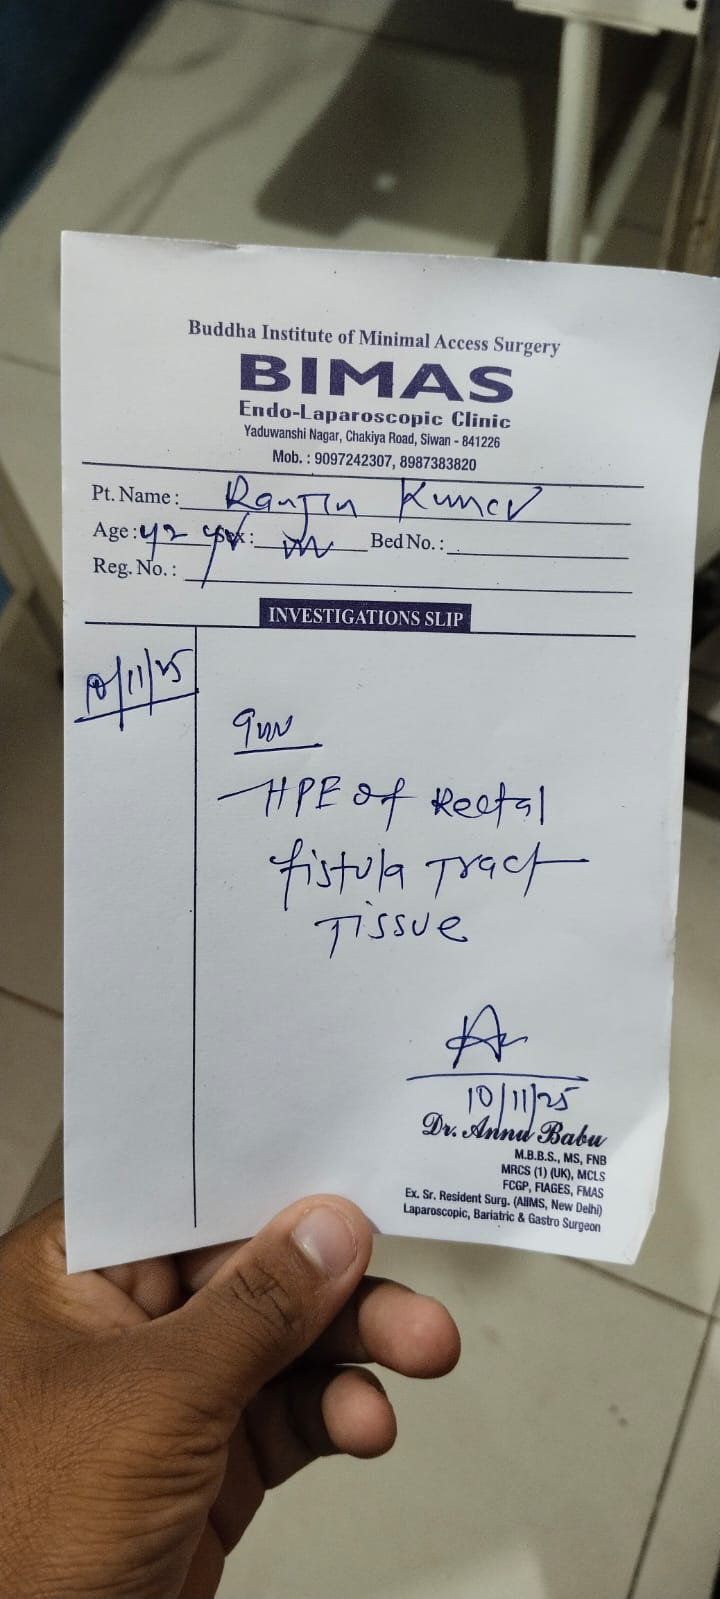 Buddha Institute of Minimal Access Surgery
BIMAS
Endo-Laparoscopic Clinic
Yaduwanshi Nagar, Chakiya Road, Siwan - 841226
Mob. : 9097242307, 8987383820
Pt. Name : Ranjan Kumar
Age : 42 yr Sex : m Bed No. :
Reg. No. :
INVESTIGATIONS SLIP
10/11/25
HPE of Rectal
fistula Tract
Tissue
10/11/25
Dr. Annu Babu
M.B.B.S., MS, FNB
MRCS (1) (UK), MCLS
FCGP, FIAGES, FMAS
Ex. Sr. Resident Surg. (AIIMS, New Delhi)
Laparoscopic, Bariatric & Gastro Surgeon